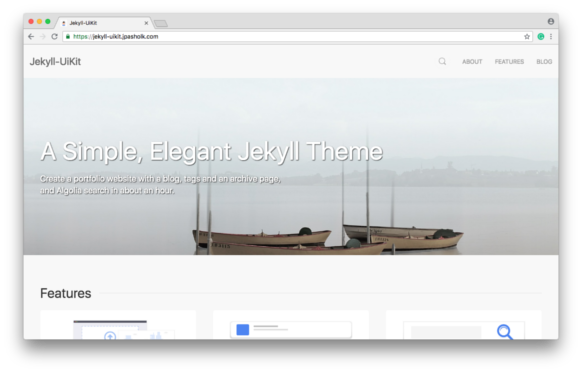 Jekyll-UiKit
https://jekyll-uikit.jpasholk.com
Jekyll-UiKit
ABOUT
FEATURES
BLOG
A Simple, Elegant Jekyll Theme
Create a portfolio website with a blog, tags and an archive page,
and Algolia search in about an hour.
Features